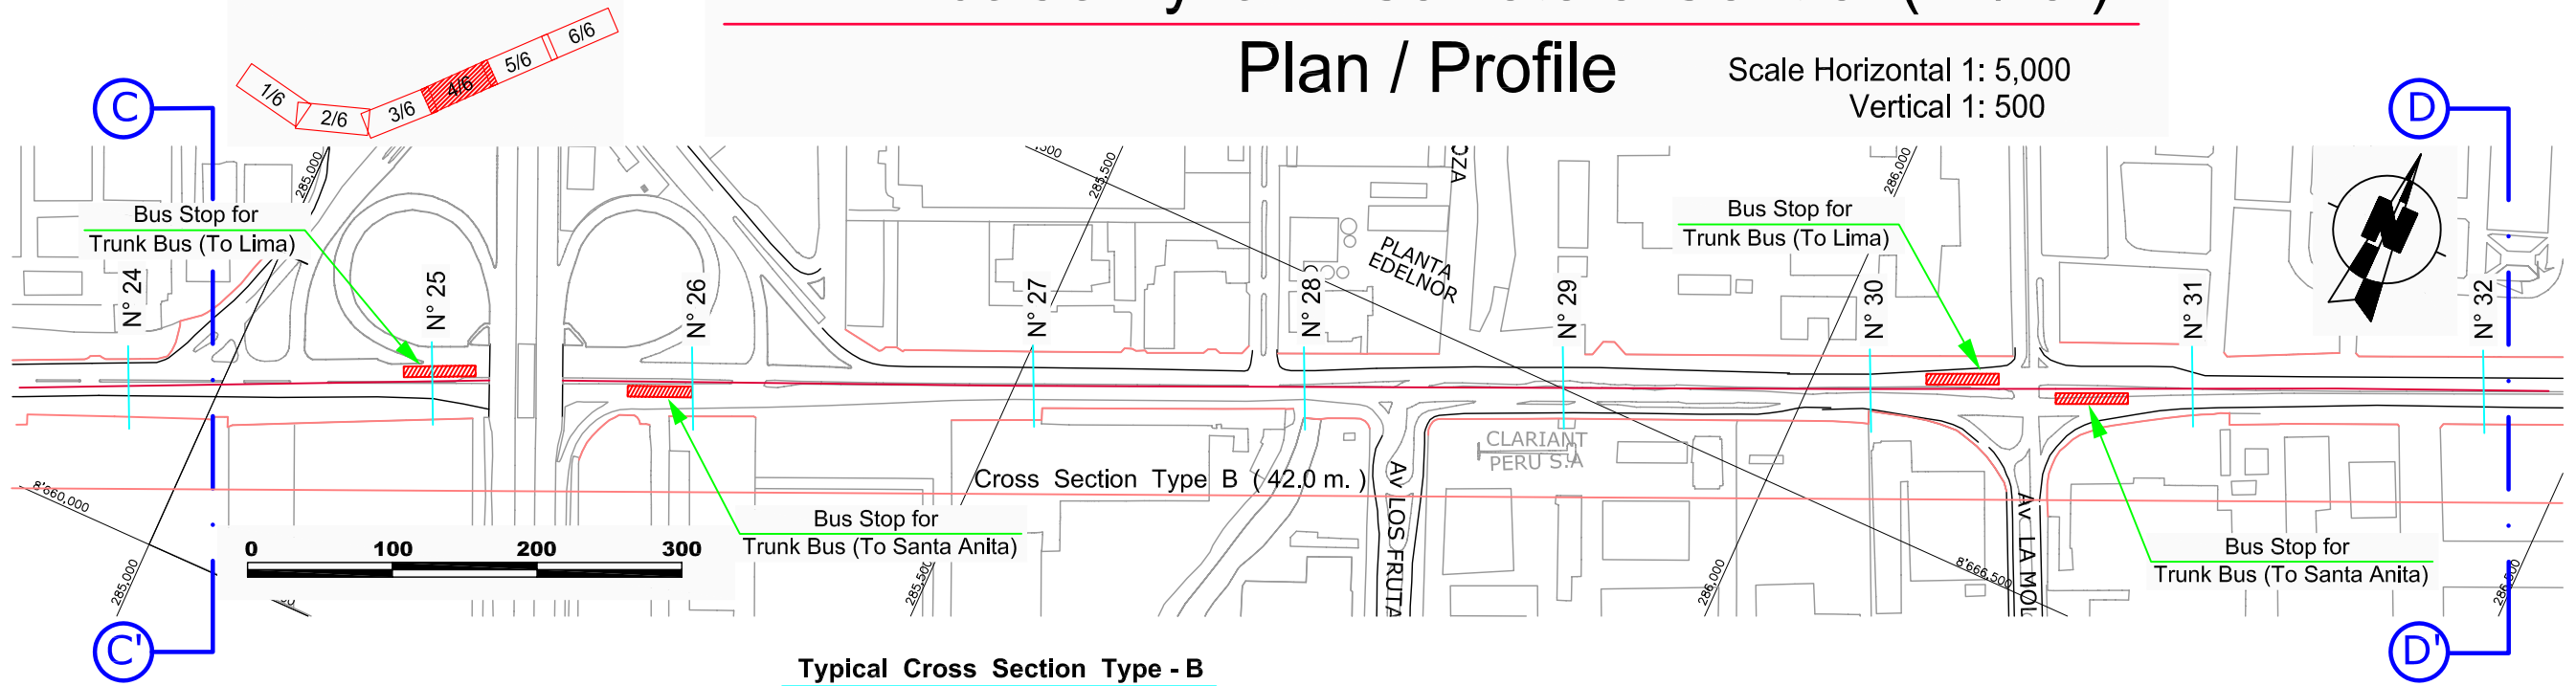 Plan / Profile
Scale Horizontal 1: 5,000
Vertical 1: 500
1/6
2/6
3/6
4/6
5/6
6/6
C
D
285,000
285,500
OZA
286,000
Bus Stop for
Trunk Bus (To Lima)
Bus Stop for
Trunk Bus (To Lima)
PLANTA
EDELNOR
N
N° 24
N° 25
N° 26
N° 27
N° 28
N° 29
N° 30
N° 31
N° 32
CLARIANT
PERU S.A
Cross Section Type B ( 42.0 m. )
8'660,000
Av LOS FRUTA
Av LA MOL
Bus Stop for
Trunk Bus (To Santa Anita)
Bus Stop for
Trunk Bus (To Santa Anita)
0 100 200 300
285,000
285,500
286,000
8'666,500
286,500
C'
D'
Typical Cross Section Type - B